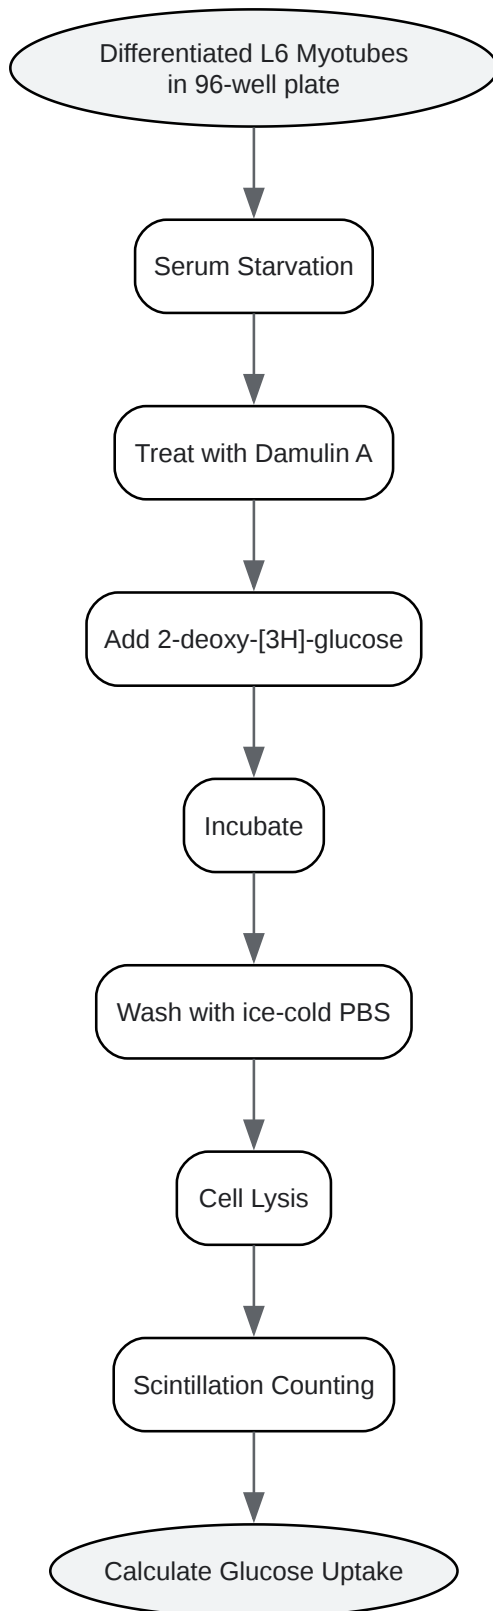 Differentiated L6 Myotubes
in 96-well plate
Serum Starvation
Treat with Damulin A
Add 2-deoxy-[3H]-glucose
Incubate
Wash with ice-cold PBS
Cell Lysis
Scintillation Counting
Calculate Glucose Uptake